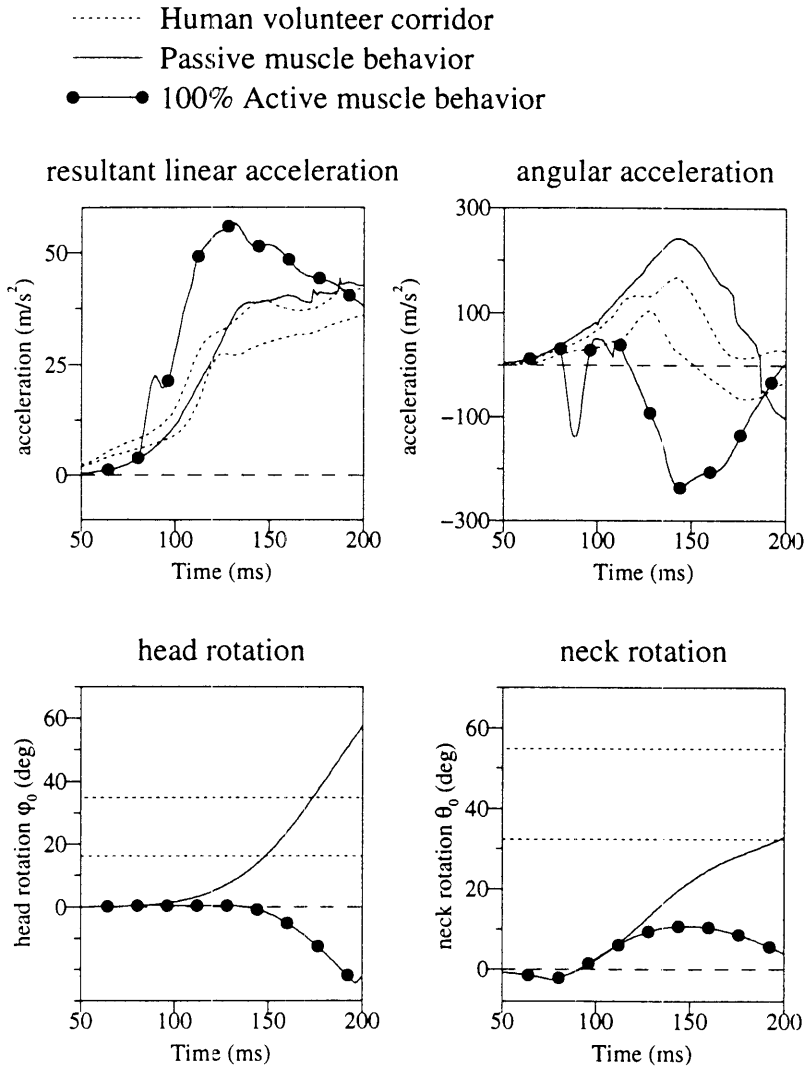 Human volunteer corridor
Passive muscle behavior
100% Active muscle behavior
resultant linear acceleration
acceleration (m/s²)
50
25
0
50 100 150 200
Time (ms)
angular acceleration
acceleration (m/s²)
300
100
-100
-300
50 100 150 200
Time (ms)
head rotation
head rotation φ₀ (deg)
60
40
20
0
50 100 150 200
Time (ms)
neck rotation
neck rotation θ₀ (deg)
60
30
0
50 100 150 200
Time (ms)